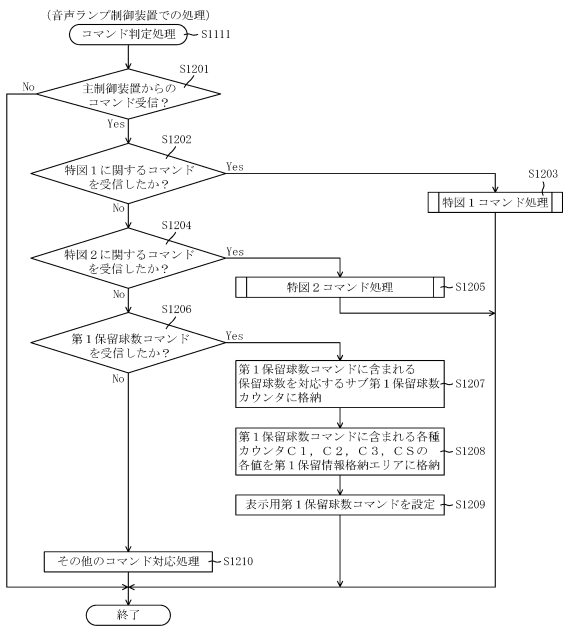 （音声ランプ制御装置での処理）
コマンド判定処理
S1111
S1201
No
主制御装置からの
コマンド受信？
Yes
S1202
特図１に関するコマンド
を受信したか？
Yes
No
S1203
特図１コマンド処理
S1204
特図２に関するコマンド
を受信したか？
Yes
No
特図２コマンド処理
S1205
S1206
第１保留球数コマンド
を受信したか？
Yes
No
第１保留球数コマンドに含まれる
保留球数を対応するサブ第１保留球数
カウンタに格納
S1207
第１保留球数コマンドに含まれる各種
カウンタＣ１，Ｃ２，Ｃ３，ＣＳの
各値を第１保留情報格納エリアに格納
S1208
表示用第１保留球数コマンドを設定
S1209
その他のコマンド対応処理
S1210
終了